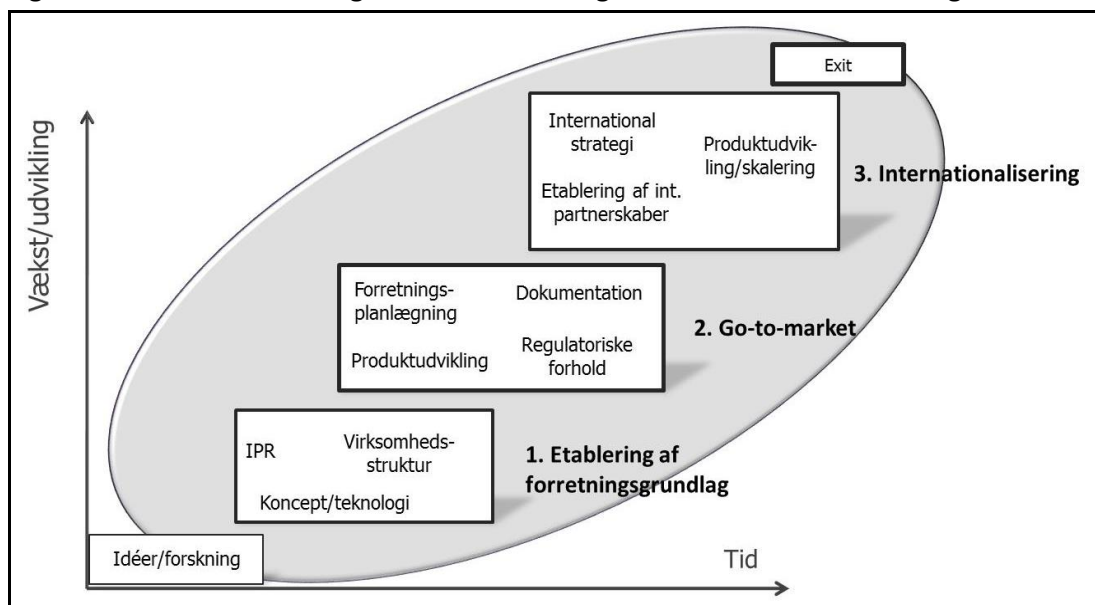 Exit
International
strategi
Produktudvik-
ling/skalering
Etablering af int.
partnerskaber
3. Internationalisering
Vækst/udvikling
Forretnings-
planlægning
Dokumentation
Produktudvikling
Regulatoriske
forhold
2. Go-to-market
IPR
Virksomheds-
struktur
Koncept/teknologi
1. Etablering af
forretningsgrundlag
Idéer/forskning
Tid